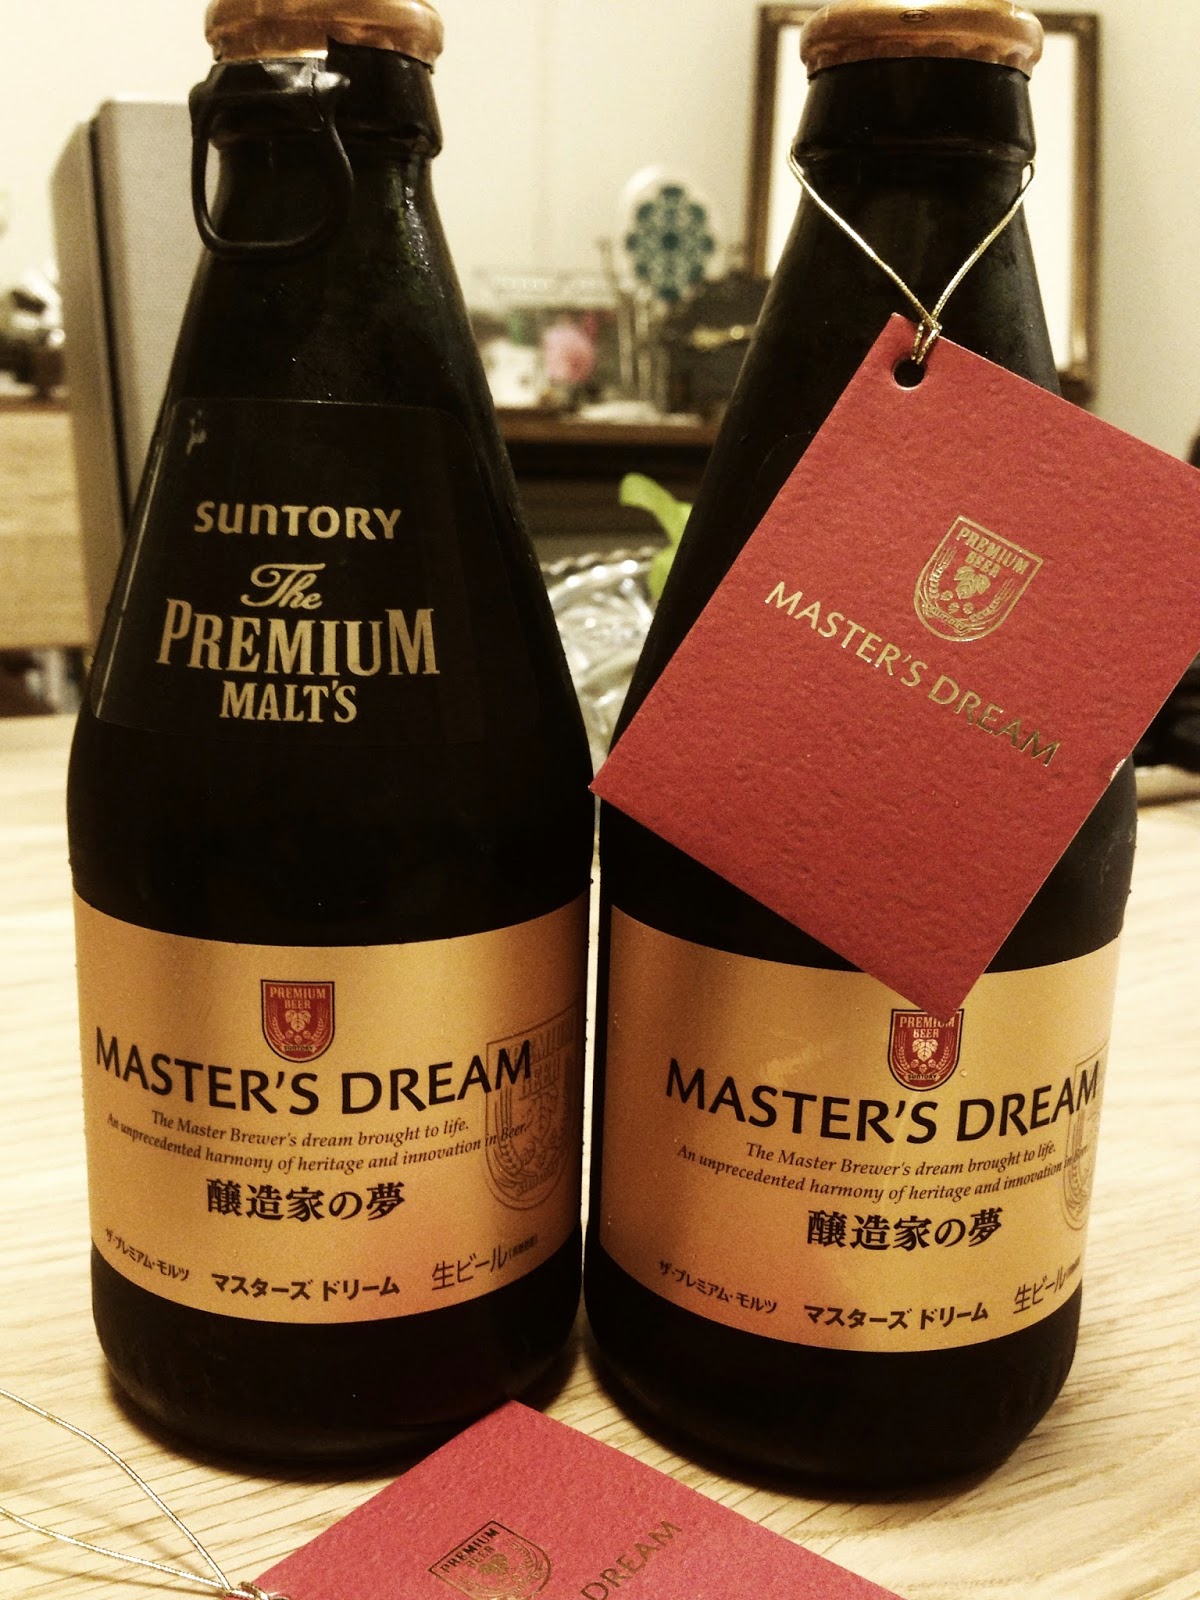 SUNTORY
The
PREMIUM
MALT'S
PREMIUM
BEER
SUNTORY
MASTER'S DREAM
The Master Brewer's dream brought to life.
An unprecedented harmony of heritage and innovation in Beer.
醸造家の夢
ザ・プレミアム・モルツ
マスターズ ドリーム
生ビール
PREMIUM
BEER
SUNTORY
MASTER'S DREAM
PREMIUM
BEER
SUNTORY
MASTER'S DREAM
The Master Brewer's dream brought to life.
An unprecedented harmony of heritage and innovation in Beer.
醸造家の夢
ザ・プレミアム・モルツ
マスターズ ドリーム
生ビール
PREMIUM
BEER
DREAM